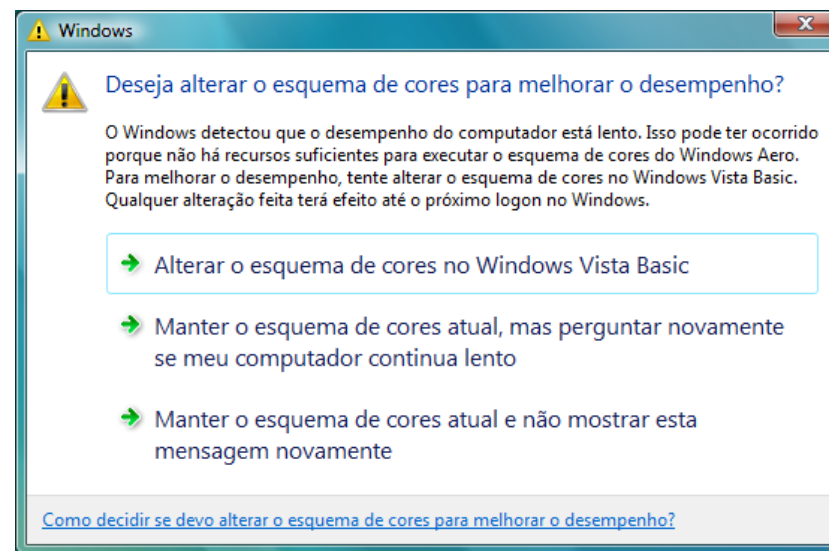 Windows
Deseja alterar o esquema de cores para melhorar o desempenho?
O Windows detectou que o desempenho do computador está lento. Isso pode ter ocorrido
porque não há recursos suficientes para executar o esquema de cores do Windows Aero.
Para melhorar o desempenho, tente alterar o esquema de cores no Windows Vista Basic.
Qualquer alteração feita terá efeito até o próximo logon no Windows.
Alterar o esquema de cores no Windows Vista Basic
Manter o esquema de cores atual, mas perguntar novamente
se meu computador continua lento
Manter o esquema de cores atual e não mostrar esta
mensagem novamente
Como decidir se devo alterar o esquema de cores para melhorar o desempenho?